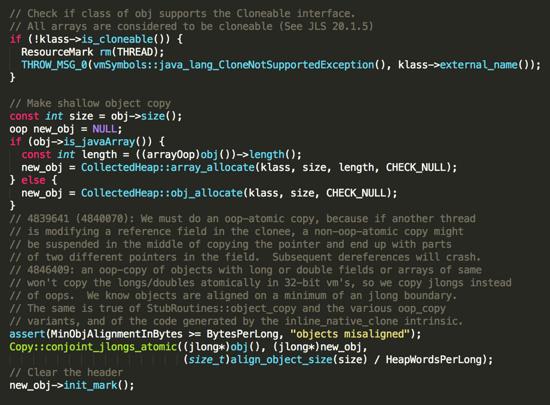 // Check if class of obj supports the Cloneable interface.
// All arrays are considered to be cloneable (See JLS 20.1.5)
if (!klass->is_cloneable()) {
  ResourceMark rm(THREAD);
  THROW_MSG_0(vmSymbols::java_lang_CloneNotSupportedException(), klass->external_name());
}

// Make shallow object copy
const int size = obj->size();
oop new_obj = NULL;
if (obj->is_javaArray()) {
  const int length = ((arrayOop)obj())->length();
  new_obj = CollectedHeap::array_allocate(klass, size, length, CHECK_NULL);
} else {
  new_obj = CollectedHeap::obj_allocate(klass, size, CHECK_NULL);
}
// 4839641 (4840070): We must do an oop-atomic copy, because if another thread
// is modifying a reference field in the clonee, a non-oop-atomic copy might
// be suspended in the middle of copying the pointer and end up with parts
// of two different pointers in the field.  Subsequent dereferences will crash.
// 4846409: an oop-copy of objects with long or double fields or arrays of same
// won't copy the longs/doubles atomically in 32-bit vm's, so we copy jlongs instead
// of oops.  We know objects are aligned on a minimum of an jlong boundary.
// The same is true of StubRoutines::object_copy and the various oop_copy
// variants, and of the code generated by the inline_native_clone intrinsic.
assert(MinObjAlignmentInBytes >= BytesPerLong, "objects misaligned");
Copy::conjoint_jlongs_atomic((jlong*)obj(), (jlong*)new_obj,
                             (size_t)align_object_size(size) / HeapWordsPerLong);
// Clear the header
new_obj->init_mark();